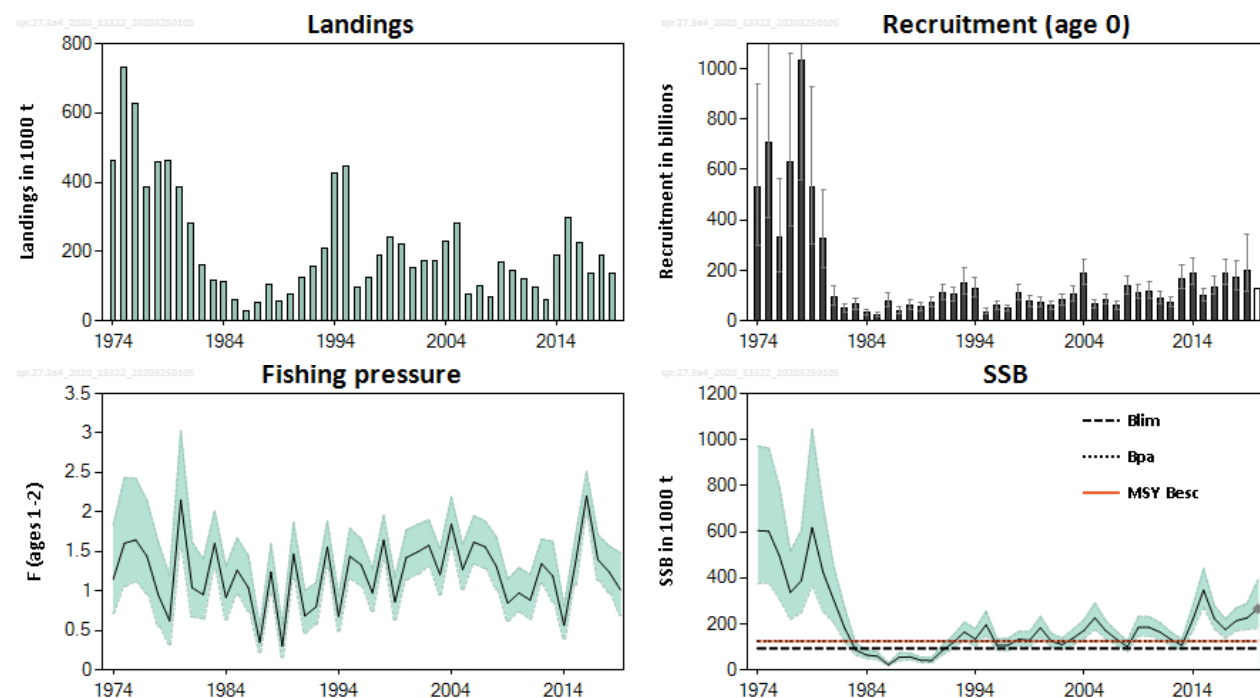 spr.27.3a4_2020_13322_20203250105
Landings
Landings in 1000 t
800
600
400
200
0
1974 1984 1994 2004 2014
spr.27.3a4_2020_13322_20203250105
Recruitment (age 0)
Recruitment in billions
1000
800
600
400
200
0
1974 1984 1994 2004 2014
spr.27.3a4_2020_13322_20203250105
Fishing pressure
F (ages 1-2)
3.5
3
2.5
2
1.5
1
0.5
0
1974 1984 1994 2004 2014
spr.27.3a4_2020_13322_20203250105
SSB
SSB in 1000 t
1200
1000
800
600
400
200
0
Blim
Bpa
MSY Besc
1974 1984 1994 2004 2014